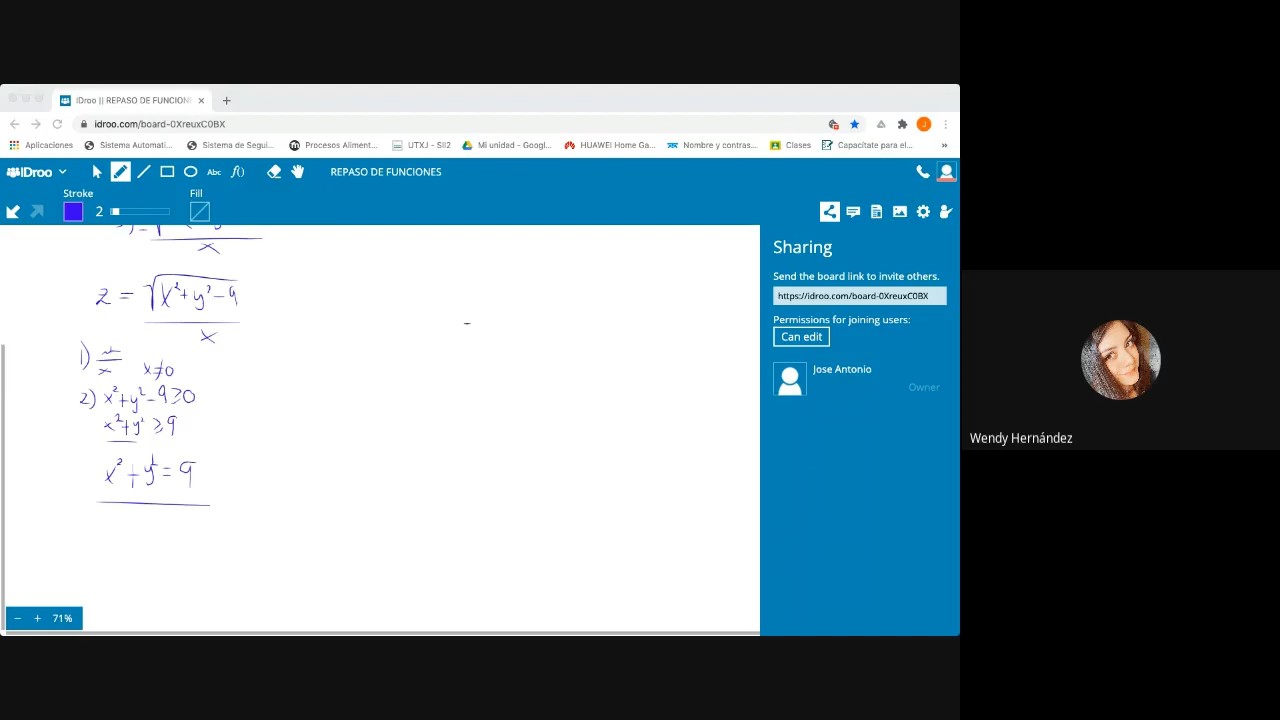 IDroo || REPASO DE FUNCION
idroo.com/board-0XreuxC0BX
Aplicaciones
Sistema Automati...
Sistema de Segui...
Procesos Aliment...
UTXJ - SII2
Mi unidad - Googl...
HUAWEI Home Ga...
Nombre y contras...
Clases
Capacítate para el...
»
IDroo
Abc
f()
REPASO DE FUNCIONES
Stroke
Fill
2
x
z = √x²+y²-9
x
1)
x
x≠0
2) x²+y²-9≥0
x²+y² ≥9
x²+y²=9
- + 71%
Sharing
Send the board link to invite others.
https://idroo.com/board-0XreuxC0BX
Permissions for joining users:
Can edit
Jose Antonio
Owner
Wendy Hernández